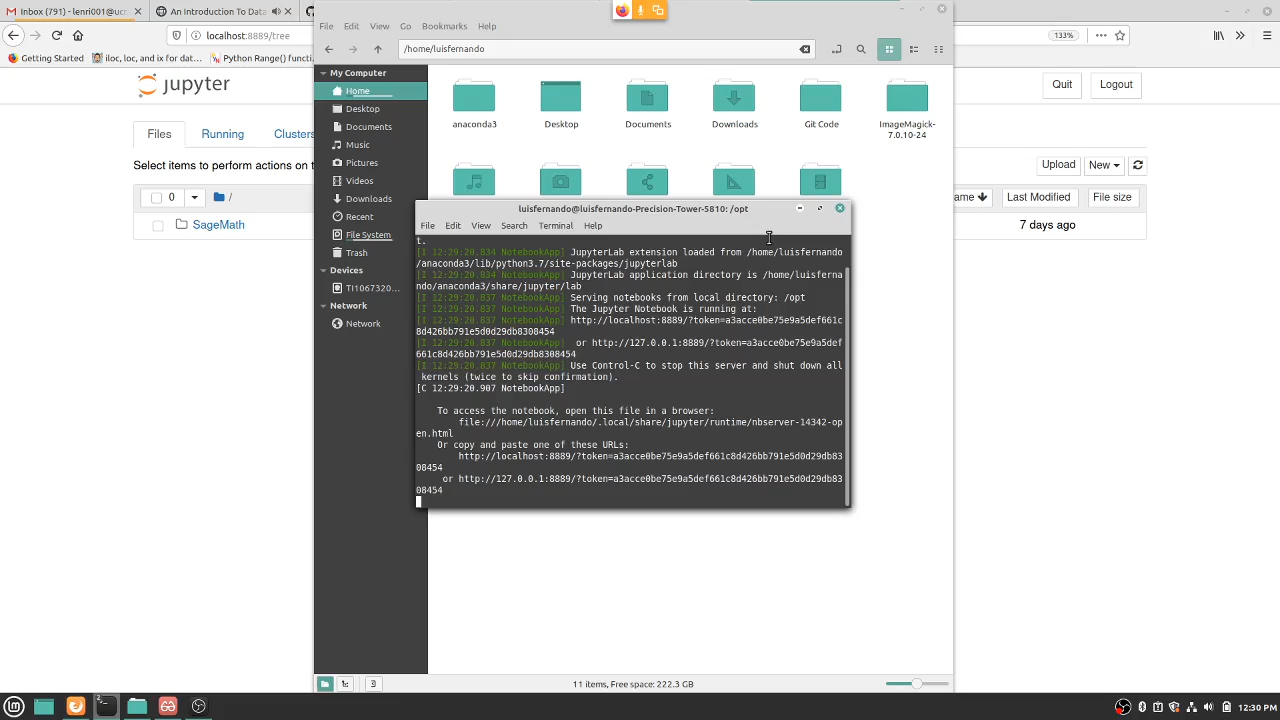 Inbox (791) - lenri001@ucr
An Introduction To Data
localhost:8889/tree
133%
Getting Started
iloc, loc, and ix for dat
Python Range() functi
jupyter
Quit
Logout
Files
Running
Clusters
Select items to perform actions on t
Upload
New
0
/
ame
Last Modified
File size
SageMath
7 days ago
File
Edit
View
Go
Bookmarks
Help
/home/luisfernando
My Computer
Home
Desktop
Documents
Music
Pictures
Videos
Downloads
Recent
File System
Trash
Devices
TI1067320...
Network
Network
anaconda3
Desktop
Documents
Downloads
Git Code
ImageMagick-
7.0.10-24
luisfernando@luisfernando-Precision-Tower-5810: /opt
File
Edit
View
Search
Terminal
Help
t.
[I 12:29:20.834 NotebookApp] JupyterLab extension loaded from /home/luisfernando
/anaconda3/lib/python3.7/site-packages/jupyterlab
[I 12:29:20.834 NotebookApp] JupyterLab application directory is /home/luisferna
ndo/anaconda3/share/jupyter/lab
[I 12:29:20.837 NotebookApp] Serving notebooks from local directory: /opt
[I 12:29:20.837 NotebookApp] The Jupyter Notebook is running at:
[I 12:29:20.837 NotebookApp] http://localhost:8889/?token=a3acce0be75e9a5def661c
8d426bb791e5d0d29db8308454
[I 12:29:20.837 NotebookApp]  or http://127.0.0.1:8889/?token=a3acce0be75e9a5def
661c8d426bb791e5d0d29db8308454
[I 12:29:20.837 NotebookApp] Use Control-C to stop this server and shut down all
kernels (twice to skip confirmation).
[C 12:29:20.907 NotebookApp]
To access the notebook, open this file in a browser:
file:///home/luisfernando/.local/share/jupyter/runtime/nbserver-14342-op
en.html
Or copy and paste one of these URLs:
http://localhost:8889/?token=a3acce0be75e9a5def661c8d426bb791e5d0d29db83
08454
or http://127.0.0.1:8889/?token=a3acce0be75e9a5def661c8d426bb791e5d0d29db83
08454
11 items, Free space: 222.3 GB
12:30 PM